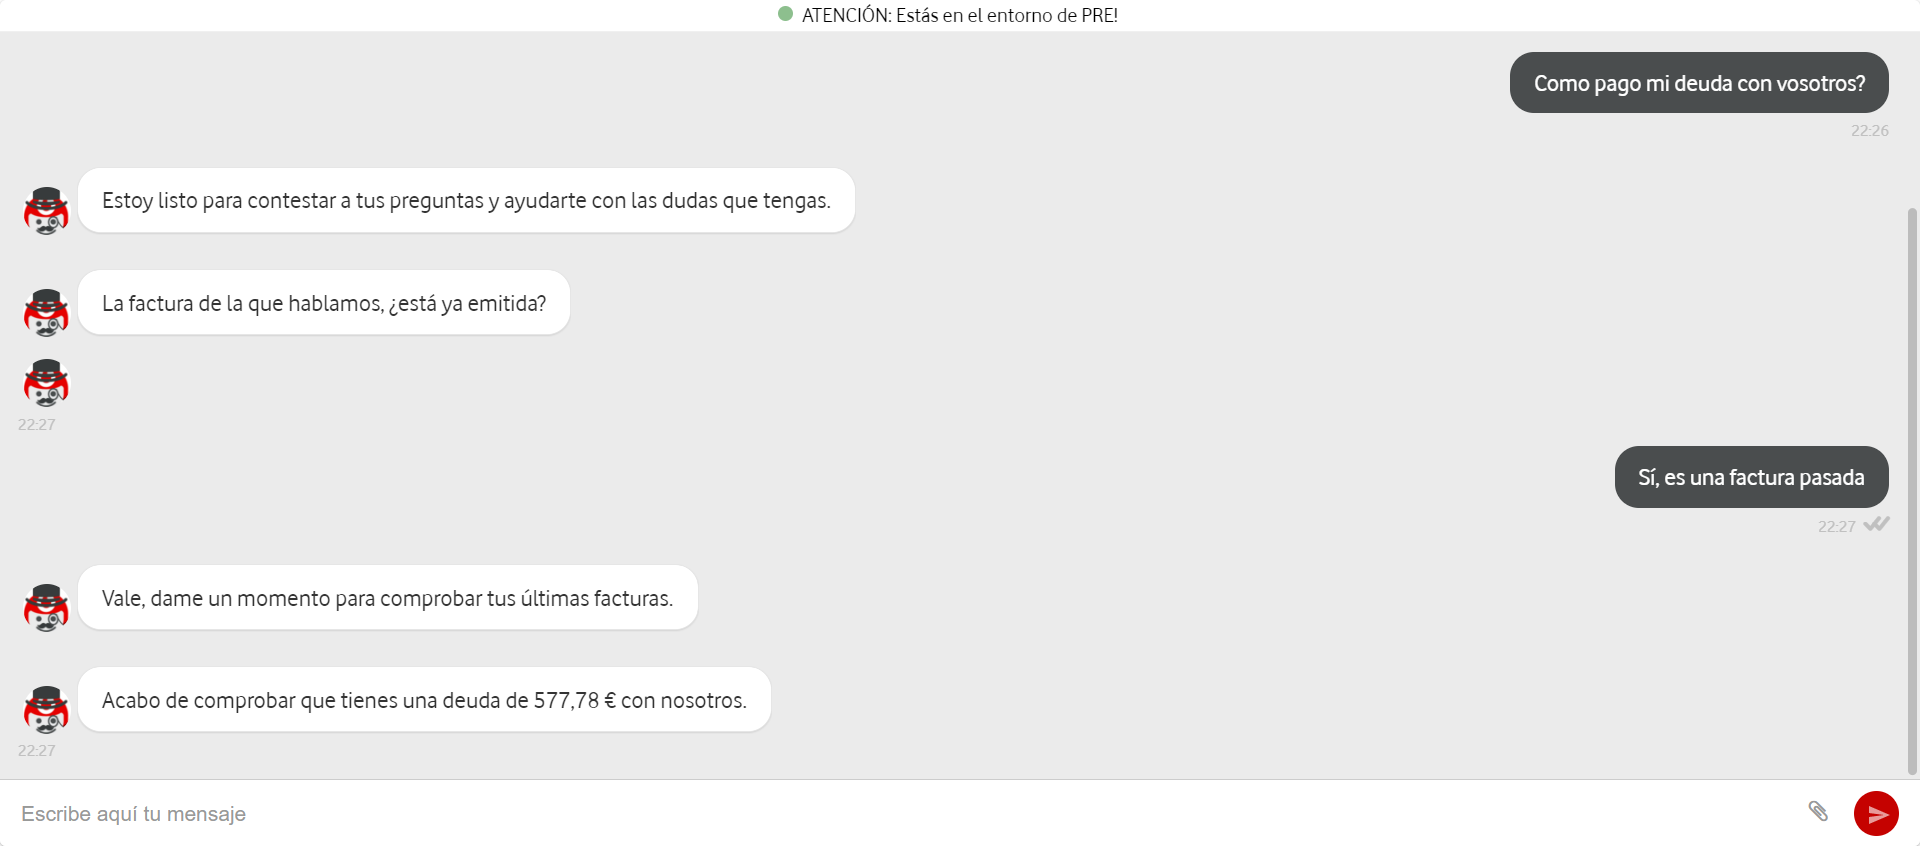 ATENCIÓN: Estás en el entorno de PRE!
Como pago mi deuda con vosotros?
22:26
Estoy listo para contestar a tus preguntas y ayudarte con las dudas que tengas.
La factura de la que hablamos, ¿está ya emitida?
22:27
Sí, es una factura pasada
22:27
Vale, dame un momento para comprobar tus últimas facturas.
Acabo de comprobar que tienes una deuda de 577,78 € con nosotros.
22:27
Escribe aquí tu mensaje